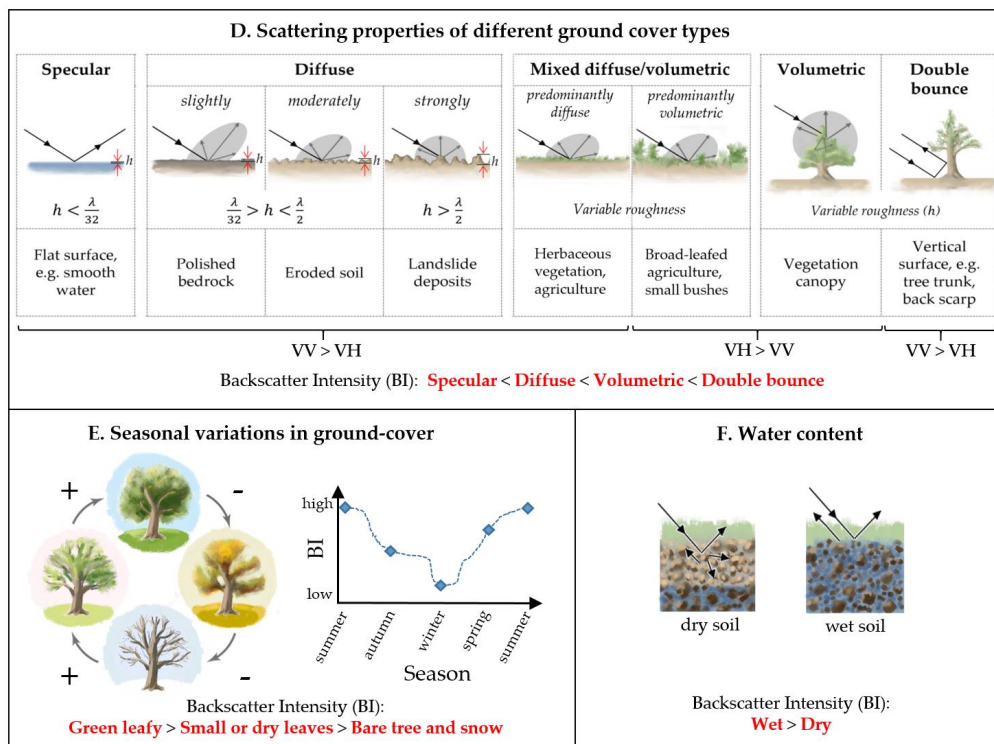 D. Scattering properties of different ground cover types
Specular
Diffuse
Mixed diffuse/volumetric
Volumetric
Double
bounce
slightly
moderately
strongly
predominantly
diffuse
predominantly
volumetric
h
h
h
h
h < λ/32
λ/32 > h < λ/2
h > λ/2
Variable roughness
Variable roughness (h)
Flat surface,
e.g. smooth
water
Polished
bedrock
Eroded soil
Landslide
deposits
Herbaceous
vegetation,
agriculture
Broad-leafed
agriculture,
small bushes
Vegetation
canopy
Vertical
surface, e.g.
tree trunk,
back scarp
VV > VH
VH > VV
VV > VH
Backscatter Intensity (BI): Specular < Diffuse < Volumetric < Double bounce
E. Seasonal variations in ground-cover
+
-
+
-
high
BI
low
summer
autumn
winter
spring
summer
Season
Backscatter Intensity (BI):
Green leafy > Small or dry leaves > Bare tree and snow
F. Water content
dry soil
wet soil
Backscatter Intensity (BI):
Wet > Dry